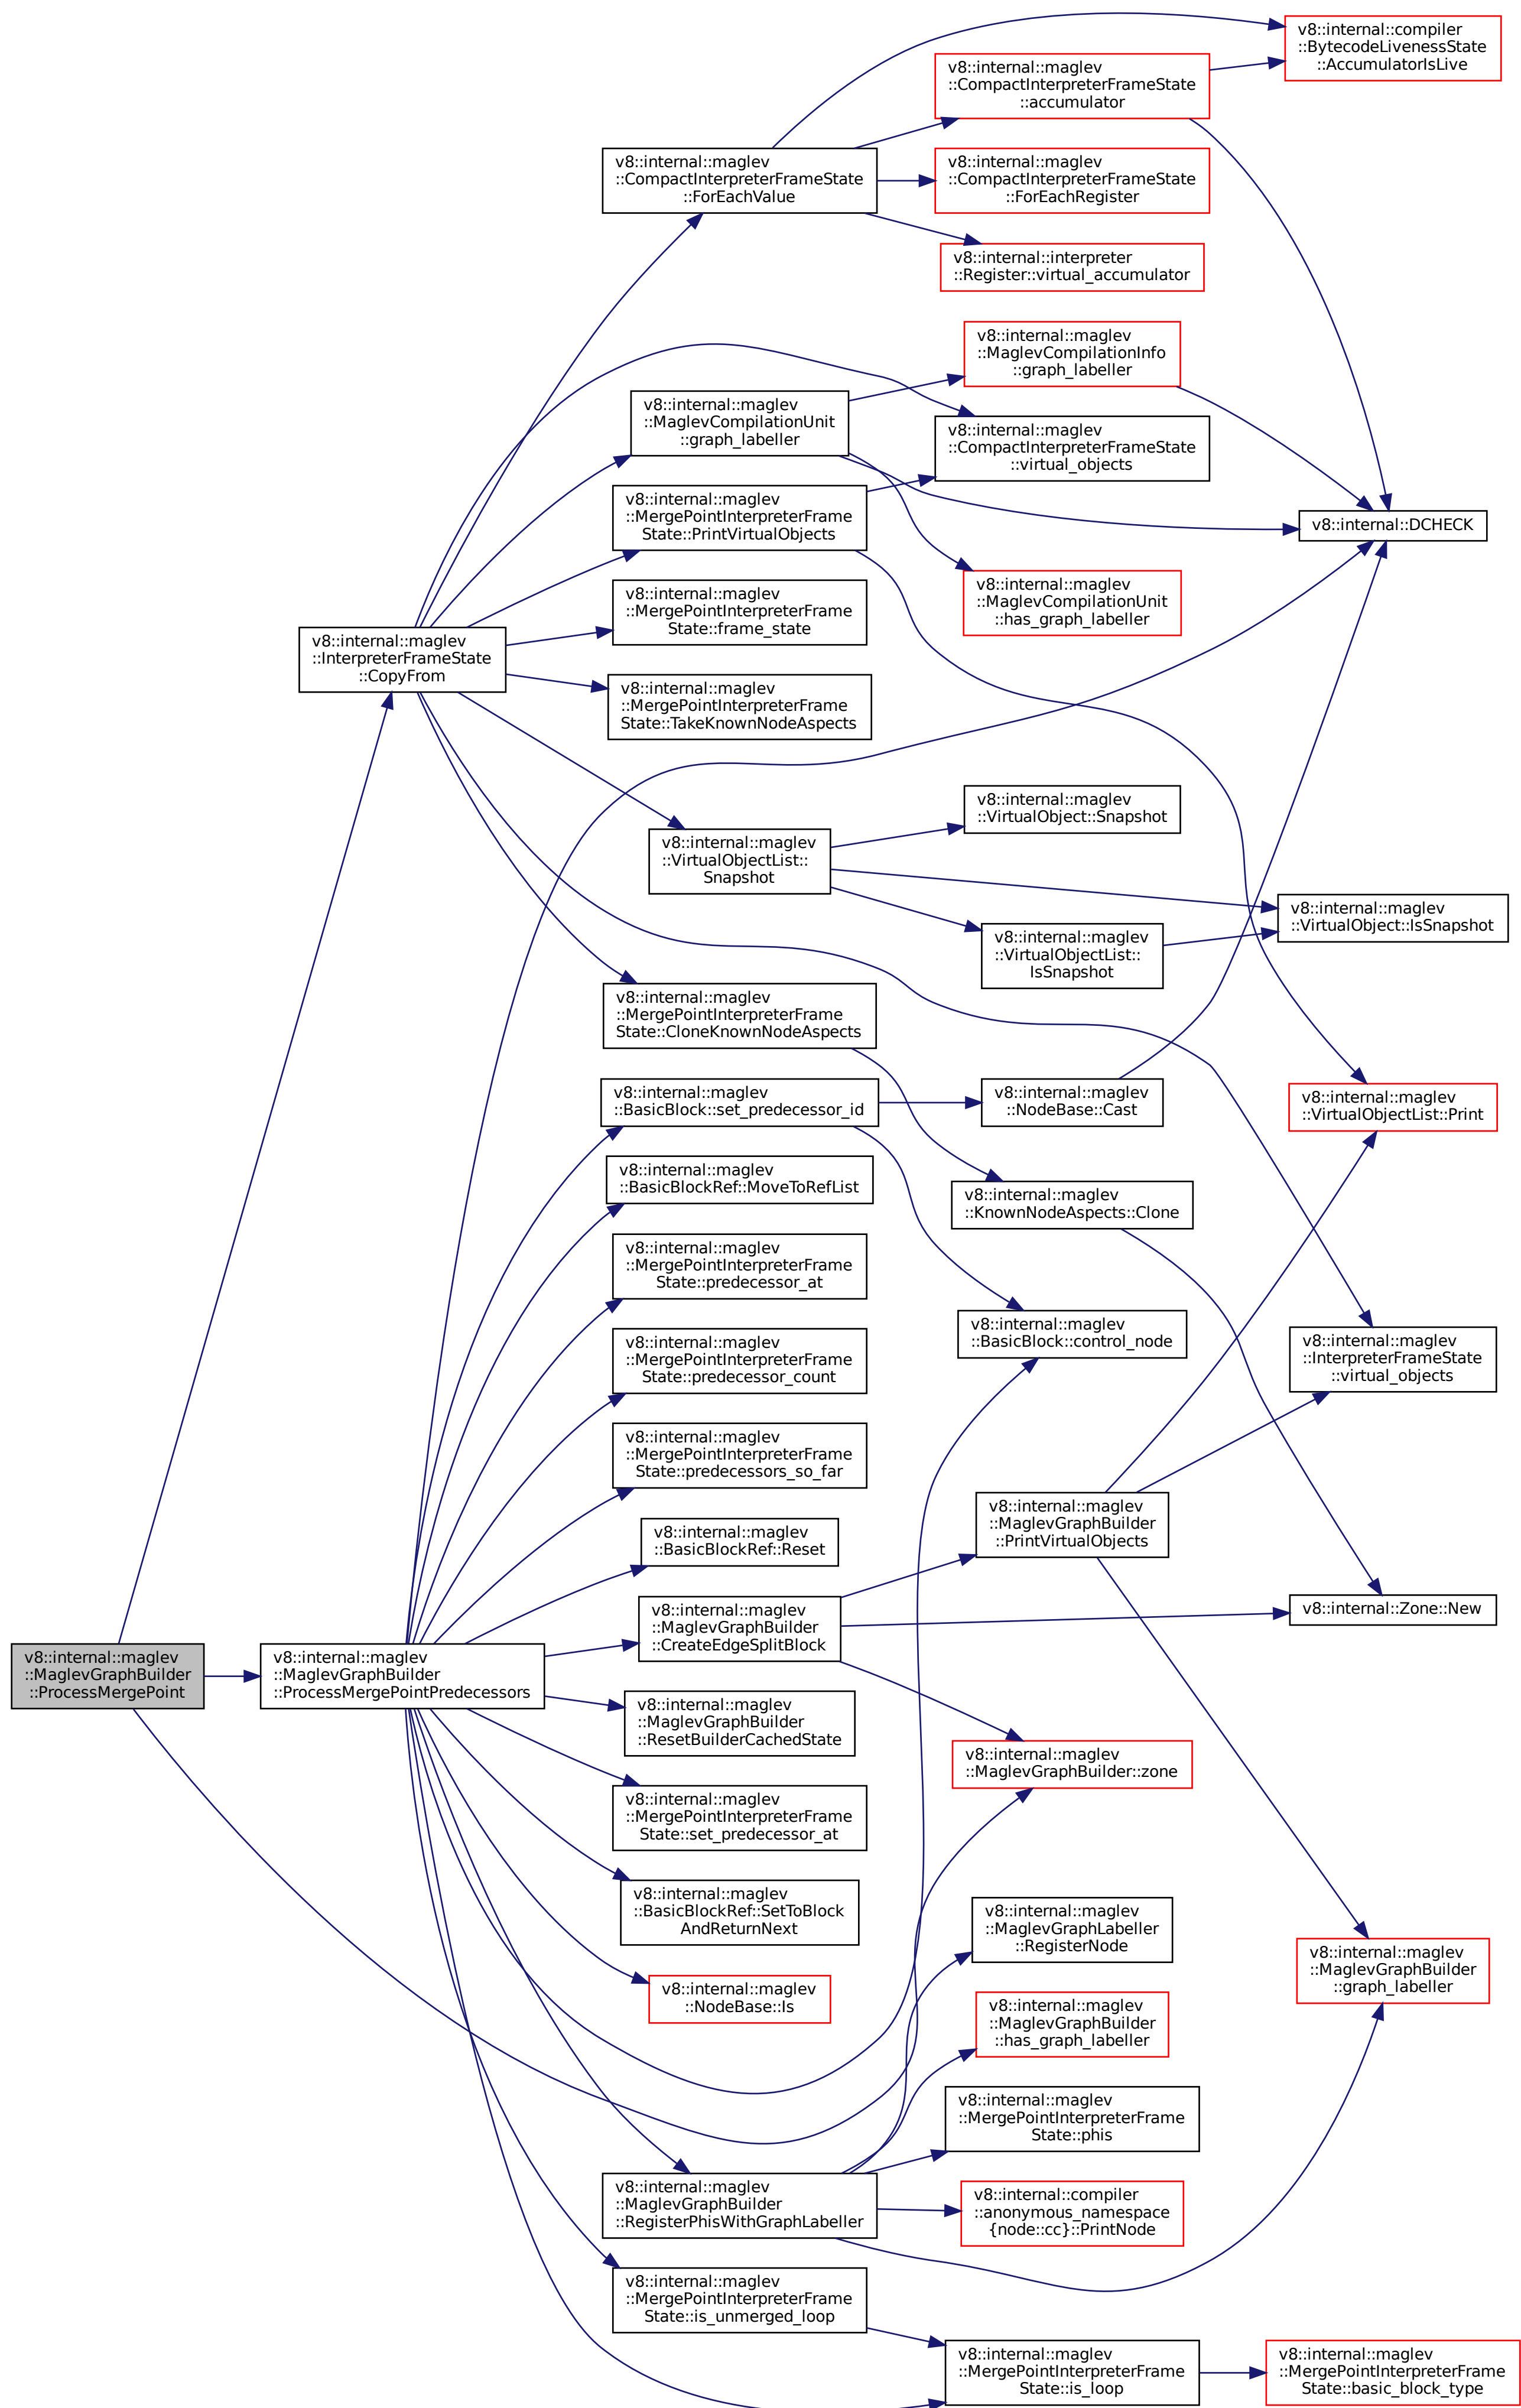 v8::internal::maglev
::MaglevGraphBuilder
::ProcessMergePoint
v8::internal::maglev
::InterpreterFrameState
::CopyFrom
v8::internal::maglev
::MaglevGraphBuilder
::ProcessMergePointPredecessors
v8::internal::maglev
::CompactInterpreterFrameState
::ForEachValue
v8::internal::maglev
::MaglevCompilationUnit
::graph_labeller
v8::internal::maglev
::MergePointInterpreterFrame
State::PrintVirtualObjects
v8::internal::maglev
::MergePointInterpreterFrame
State::frame_state
v8::internal::maglev
::MergePointInterpreterFrame
State::TakeKnownNodeAspects
v8::internal::maglev
::VirtualObjectList::
Snapshot
v8::internal::maglev
::MergePointInterpreterFrame
State::CloneKnownNodeAspects
v8::internal::maglev
::BasicBlock::set_predecessor_id
v8::internal::maglev
::BasicBlockRef::MoveToRefList
v8::internal::maglev
::MergePointInterpreterFrame
State::predecessor_at
v8::internal::maglev
::MergePointInterpreterFrame
State::predecessor_count
v8::internal::maglev
::MergePointInterpreterFrame
State::predecessors_so_far
v8::internal::maglev
::BasicBlockRef::Reset
v8::internal::maglev
::MaglevGraphBuilder
::CreateEdgeSplitBlock
v8::internal::maglev
::MaglevGraphBuilder
::ResetBuilderCachedState
v8::internal::maglev
::MergePointInterpreterFrame
State::set_predecessor_at
v8::internal::maglev
::BasicBlockRef::SetToBlock
AndReturnNext
v8::internal::maglev
::NodeBase::Is
v8::internal::maglev
::MaglevGraphBuilder
::RegisterPhisWithGraphLabeller
v8::internal::maglev
::MergePointInterpreterFrame
State::is_unmerged_loop
v8::internal::maglev
::CompactInterpreterFrameState
::accumulator
v8::internal::maglev
::CompactInterpreterFrameState
::ForEachRegister
v8::internal::interpreter
::Register::virtual_accumulator
v8::internal::maglev
::MaglevCompilationInfo
::graph_labeller
v8::internal::maglev
::CompactInterpreterFrameState
::virtual_objects
v8::internal::maglev
::MaglevCompilationUnit
::has_graph_labeller
v8::internal::maglev
::VirtualObject::Snapshot
v8::internal::maglev
::VirtualObjectList::
IsSnapshot
v8::internal::maglev
::NodeBase::Cast
v8::internal::maglev
::KnownNodeAspects::Clone
v8::internal::maglev
::BasicBlock::control_node
v8::internal::maglev
::MaglevGraphBuilder
::PrintVirtualObjects
v8::internal::maglev
::MaglevGraphBuilder::zone
v8::internal::maglev
::MaglevGraphLabeller
::RegisterNode
v8::internal::maglev
::MaglevGraphBuilder
::has_graph_labeller
v8::internal::maglev
::MergePointInterpreterFrame
State::phis
v8::internal::compiler
::anonymous_namespace
{node::cc}::PrintNode
v8::internal::maglev
::MergePointInterpreterFrame
State::is_loop
v8::internal::compiler
::BytecodeLivenessState
::AccumulatorIsLive
v8::internal::DCHECK
v8::internal::maglev
::VirtualObject::IsSnapshot
v8::internal::maglev
::VirtualObjectList::Print
v8::internal::maglev
::InterpreterFrameState
::virtual_objects
v8::internal::Zone::New
v8::internal::maglev
::MaglevGraphBuilder
::graph_labeller
v8::internal::maglev
::MergePointInterpreterFrame
State::basic_block_type